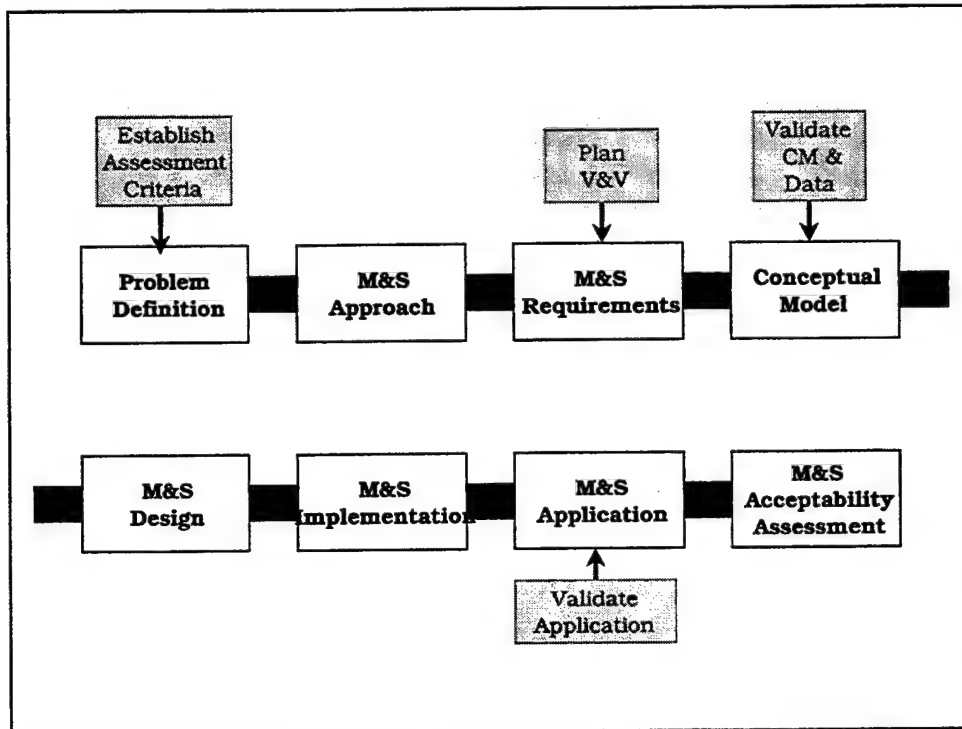 Establish
Assessment
Criteria
Plan
V&V
Validate
CM &
Data
Problem
Definition
M&S
Approach
M&S
Requirements
Conceptual
Model
M&S
Design
M&S
Implementation
M&S
Application
M&S
Acceptability
Assessment
Validate
Application